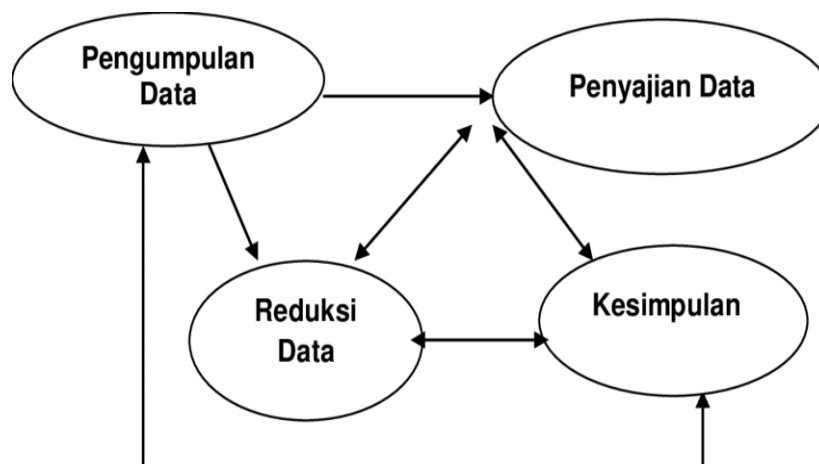 Pengumpulan
Data
Penyajian Data
Reduksi
Data
Kesimpulan